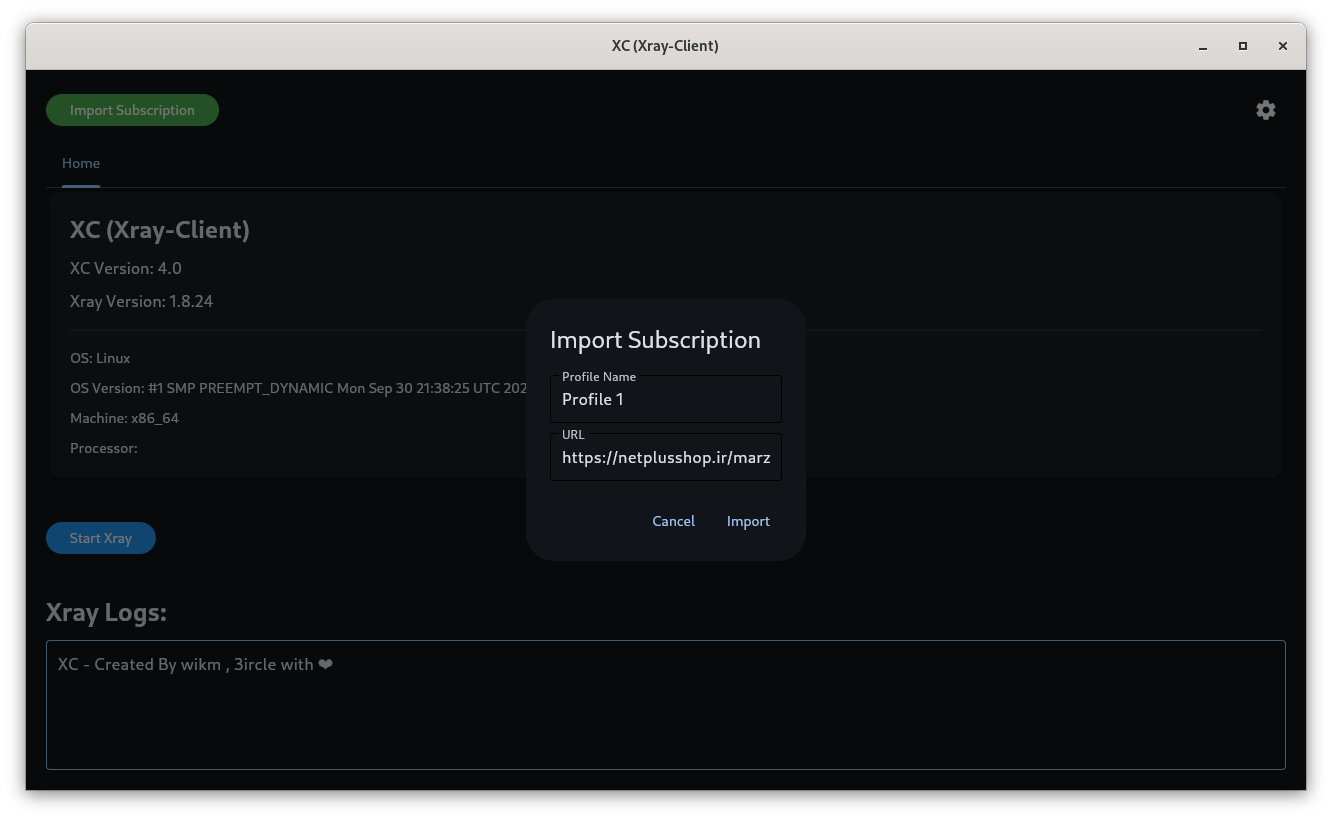 XC (Xray-Client)
Import Subscription
Home
XC (Xray-Client)
XC Version: 4.0
Xray Version: 1.8.24
OS: Linux
OS Version: #1 SMP PREEMPT_DYNAMIC Mon Sep 30 21:38:25 UTC 202
Machine: x86_64
Processor:
Import Subscription
Profile Name
Profile 1
URL
https://netplusshop.ir/marz
Cancel Import
Start Xray
Xray Logs:
XC - Created By wikm , 3ircle with ❤